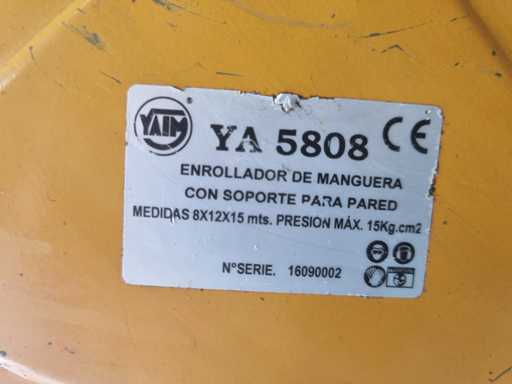 YAIM
YA 5808 CE
ENROLLADOR DE MANGUERA
CON SOPORTE PARA PARED
MEDIDAS 8X12X15 mts. PRESION MÁX. 15Kg.cm2
NºSERIE. 16090002